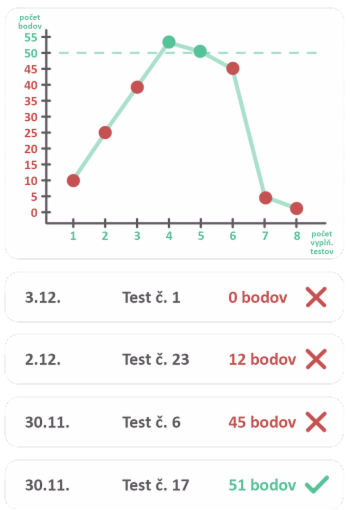 počet
bodov
55
50
45
40
35
30
25
20
15
10
5
0
1 2 3 4 5 6 7 8
počet
vyplň.
testov
3.12. Test č. 1 0 bodov
2.12. Test č. 23 12 bodov
30.11. Test č. 6 45 bodov
30.11. Test č. 17 51 bodov